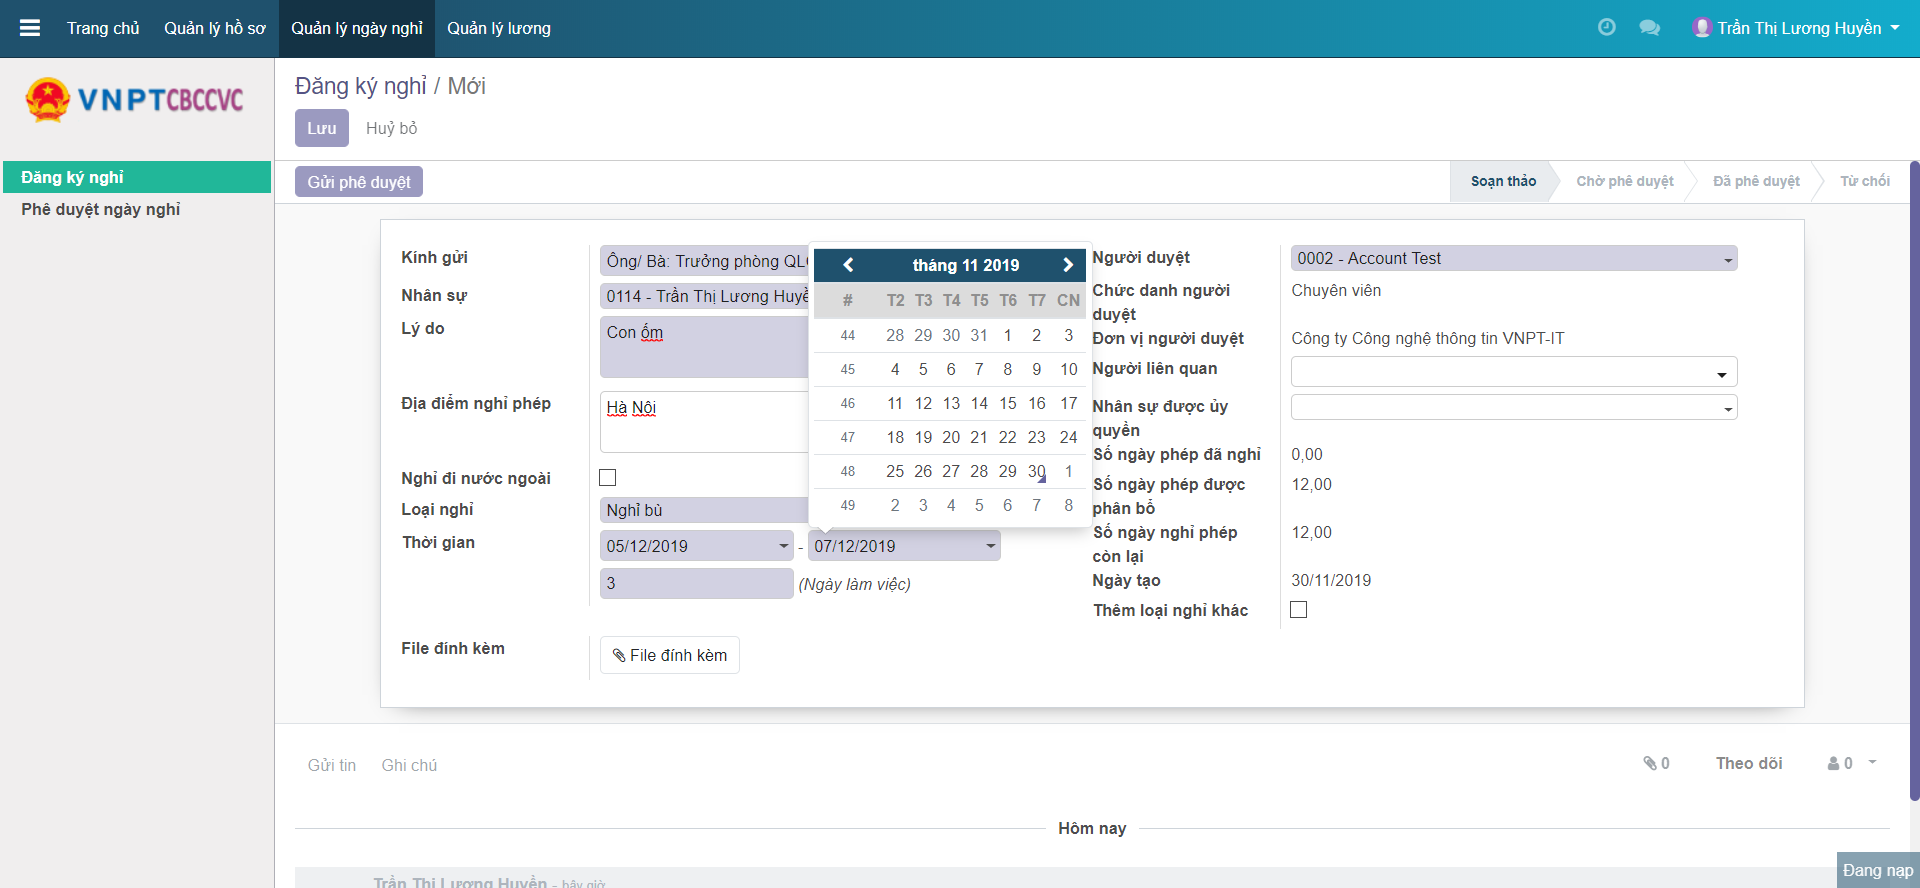 Trang chủ Quản lý hồ sơ Quản lý ngày nghỉ Quản lý lương Trần Thị Lương Huyền
VNPTCBCCVC
Đăng ký nghỉ
Phê duyệt ngày nghỉ
Đăng ký nghỉ / Mới
Lưu Huỷ bỏ
Gửi phê duyệt Soạn thảo Chờ phê duyệt Đã phê duyệt Từ chối
Kính gửi Ông/ Bà: Trưởng phòng
Nhân sự 0114 - Trần Thị Lương Huyề
Lý do Con ốm
Địa điểm nghỉ phép Hà Nôi
Nghỉ đi nước ngoài
Loại nghỉ Nghỉ bù
Thời gian 05/12/2019 - 07/12/2019
3 (Ngày làm việc)
File đính kèm File đính kèm
tháng 11 2019
# T2 T3 T4 T5 T6 T7 CN
44 28 29 30 31 1 2 3
45 4 5 6 7 8 9 10
46 11 12 13 14 15 16 17
47 18 19 20 21 22 23 24
48 25 26 27 28 29 30 1
49 2 3 4 5 6 7 8
Người duyệt 0002 - Account Test
Chức danh người duyệt Chuyên viên
Đơn vị người duyệt Công ty Công nghệ thông tin VNPT-IT
Người liên quan
Nhân sự được ủy quyền
Số ngày phép đã nghỉ 0,00
Số ngày phép được phân bổ 12,00
Số ngày nghỉ phép còn lại 12,00
Ngày tạo 30/11/2019
Thêm loại nghỉ khác
Gửi tin Ghi chú 0 Theo dõi 0
Hôm nay
Trần Thị Lương Huyền - bây giờ
Đang nạp